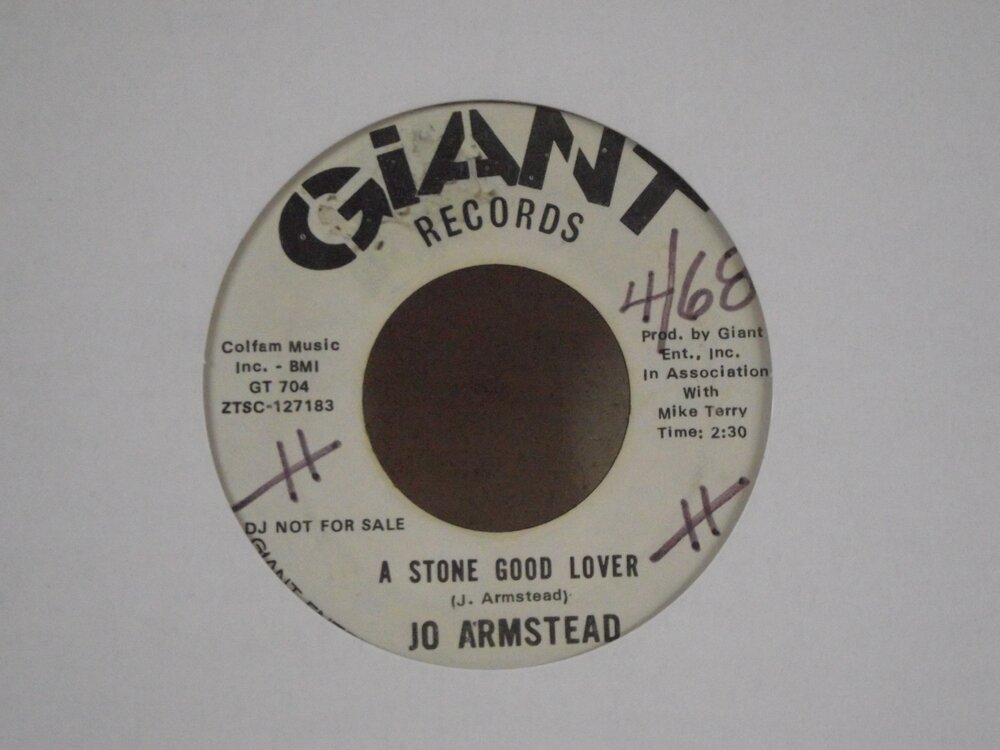 GiANT
RECORDS
4/68
Colfam Music
Inc. - BMI
GT 704
ZTSC-127183
Prod. by Giant
Ent., Inc.
In Association
With
Mike Terry
Time: 2:30
DJ NOT FOR SALE
GIANT
A STONE GOOD LOVER
(J. Armstead)
JO ARMSTEAD